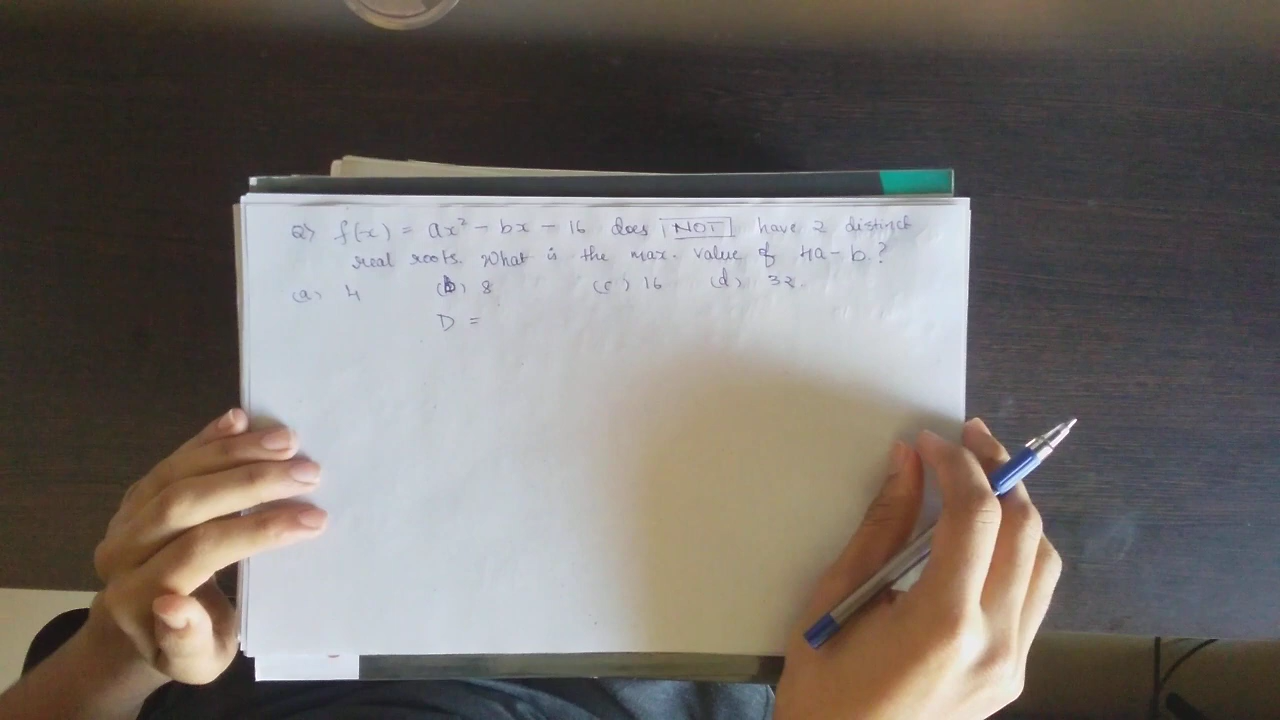 Q> f(x) = ax² - bx - 16 does NOT have 2 distinct
real roots. What is the max. value of 4a - b.?
(a) 4 (b) 8 (c) 16 (d) 32.
D =